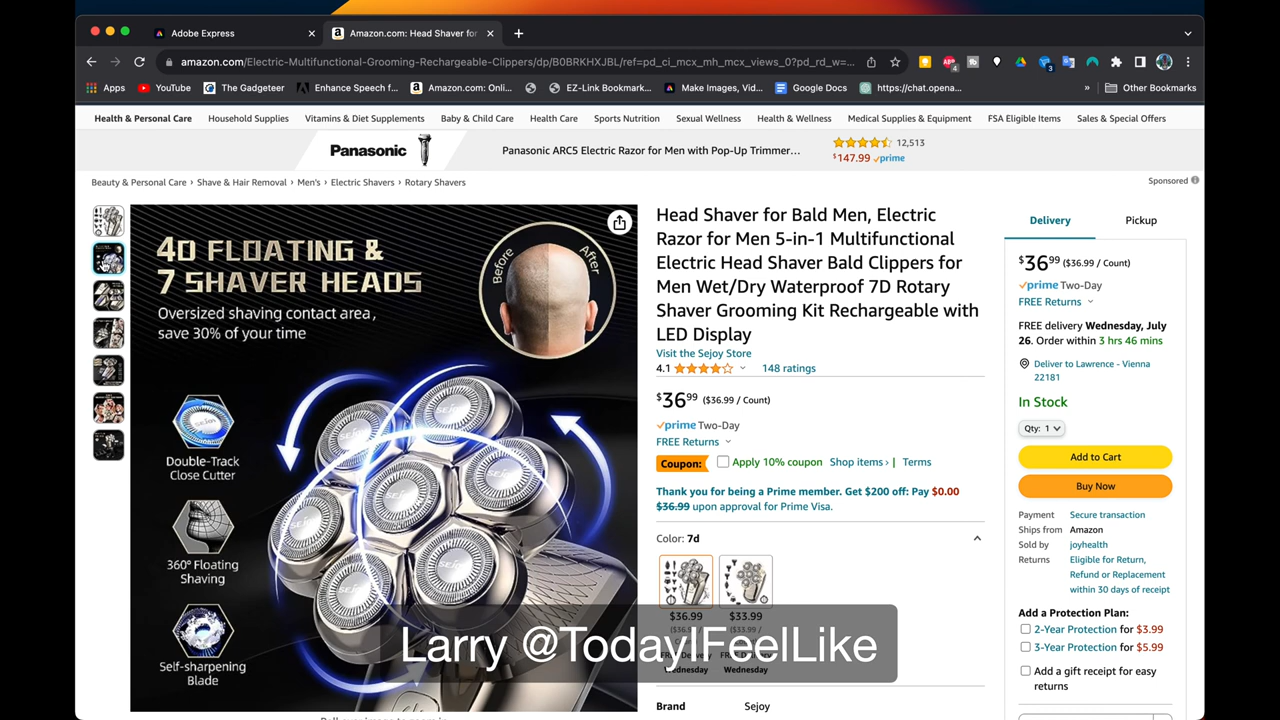 Adobe Express
Amazon.com: Head Shaver for
amazon.com/Electric-Multifunctional-Grooming-Rechargeable-Clippers/dp/B0BRKHXJBL/ref=pd_ci_mcx_mh_mcx_views_0?pd_rd_w=...
Apps YouTube The Gadgeteer Enhance Speech f... Amazon.com: Onli... EZ-Link Bookmark... Make Images, Vid... Google Docs https://chat.opena... » Other Bookmarks
Health & Personal Care Household Supplies Vitamins & Diet Supplements Baby & Child Care Health Care Sports Nutrition Sexual Wellness Health & Wellness Medical Supplies & Equipment FSA Eligible Items Sales & Special Offers
Panasonic Panasonic ARC5 Electric Razor for Men with Pop-Up Trimmer... 12,513
$147.99 prime
Beauty & Personal Care › Shave & Hair Removal › Men's › Electric Shavers › Rotary Shavers
Sponsored
4D FLOATING &
7 SHAVER HEADS
Oversized shaving contact area,
save 30% of your time
Before After
Double-Track
Close Cutter
360° Floating
Shaving
Self-sharpening
Blade
SEJOY
SEJOY
SEJOY
SEJOY
SEJOY
SEJOY
SEJOY
Head Shaver for Bald Men, Electric
Razor for Men 5-in-1 Multifunctional
Electric Head Shaver Bald Clippers for
Men Wet/Dry Waterproof 7D Rotary
Shaver Grooming Kit Rechargeable with
LED Display
Visit the Sejoy Store
4.1 148 ratings
$36 99 ($36.99 / Count)
prime Two-Day
FREE Returns
Coupon: Apply 10% coupon Shop items › | Terms
Thank you for being a Prime member. Get $200 off: Pay $0.00
$36.99 upon approval for Prime Visa.
Color: 7d
$36.99 $33.99
Wednesday Wednesday
Brand Sejoy
Larry @TodayIFeelLike
Delivery Pickup
$36 99 ($36.99 / Count)
prime Two-Day
FREE Returns
FREE delivery Wednesday, July
26. Order within 3 hrs 46 mins
Deliver to Lawrence - Vienna
22181
In Stock
Qty: 1
Add to Cart
Buy Now
Payment Secure transaction
Ships from Amazon
Sold by joyhealth
Returns Eligible for Return,
Refund or Replacement
within 30 days of receipt
Add a Protection Plan:
2-Year Protection for $3.99
3-Year Protection for $5.99
Add a gift receipt for easy
returns